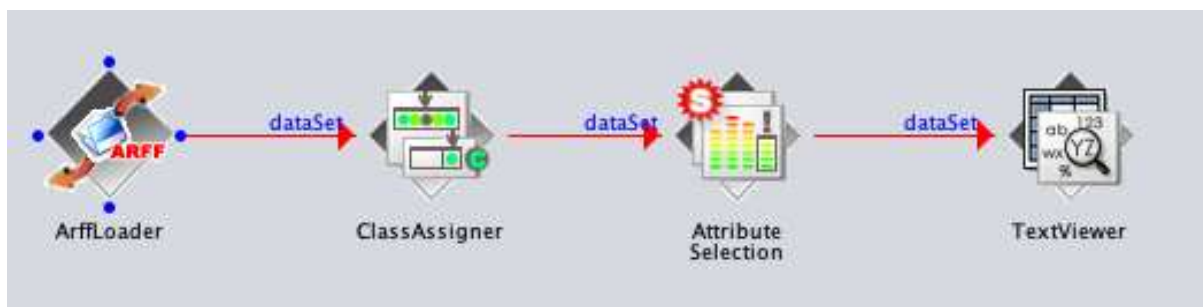 dataSet
dataSet
dataSet
ARFF
C
S
ab 123
wx YZ
%
ArffLoader
ClassAssigner
Attribute
Selection
TextViewer